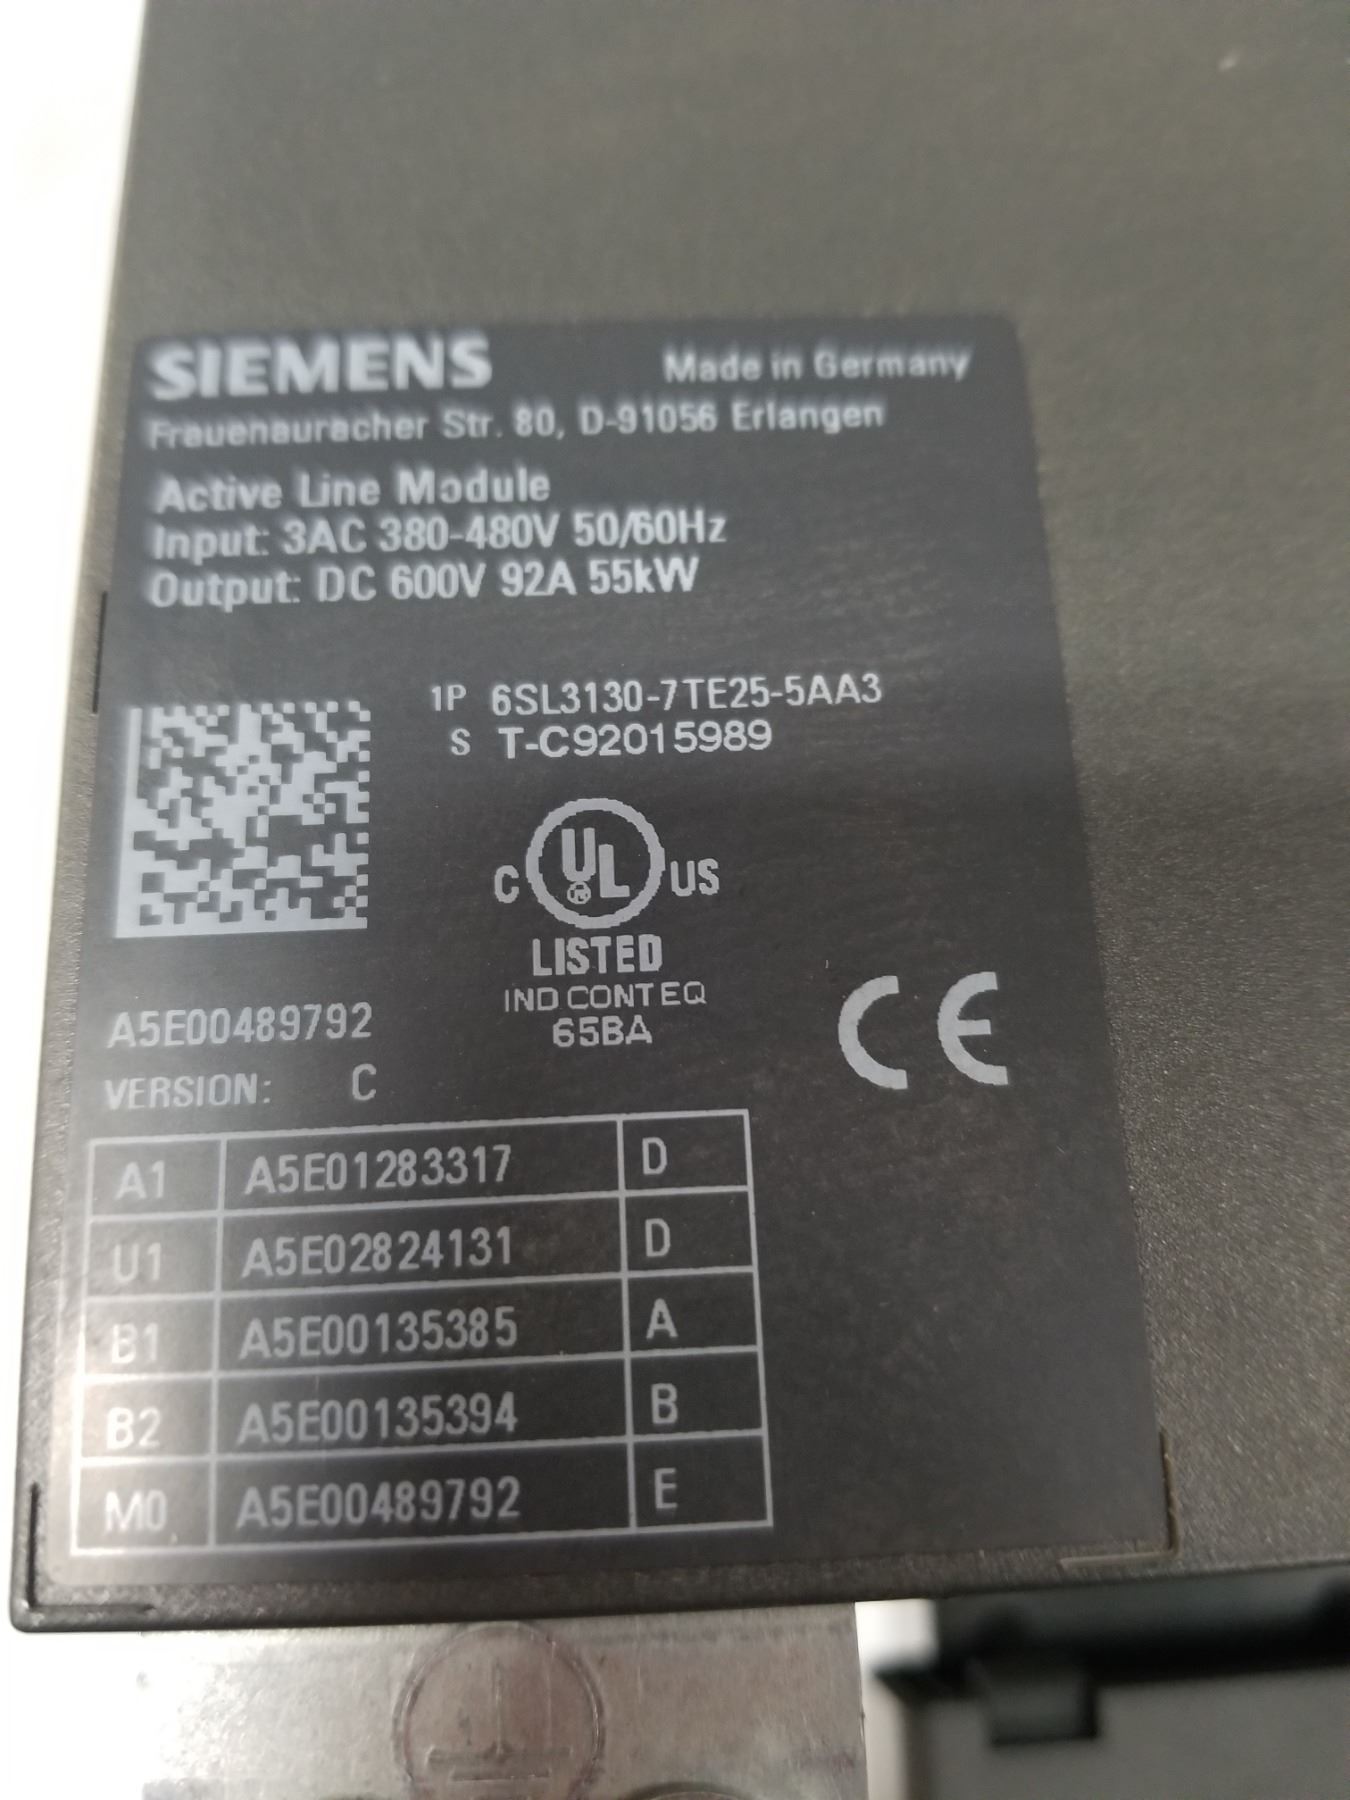 SIEMENS Made in Germany
Frauenauracher Str. 80, D-91056 Erlangen
Active Line Module
Input: 3AC 380-480V 50/60Hz
Output: DC 600V 92A 55kW
1P 6SL3130-7TE25-5AA3
S T-C92015989
C UL US
LISTED
IND CONT EQ
65BA
CE
A5E00489792
VERSION: C
A1 A5E01283317 D
U1 A5E02824131 D
B1 A5E00135385 A
B2 A5E00135394 B
M0 A5E00489792 E